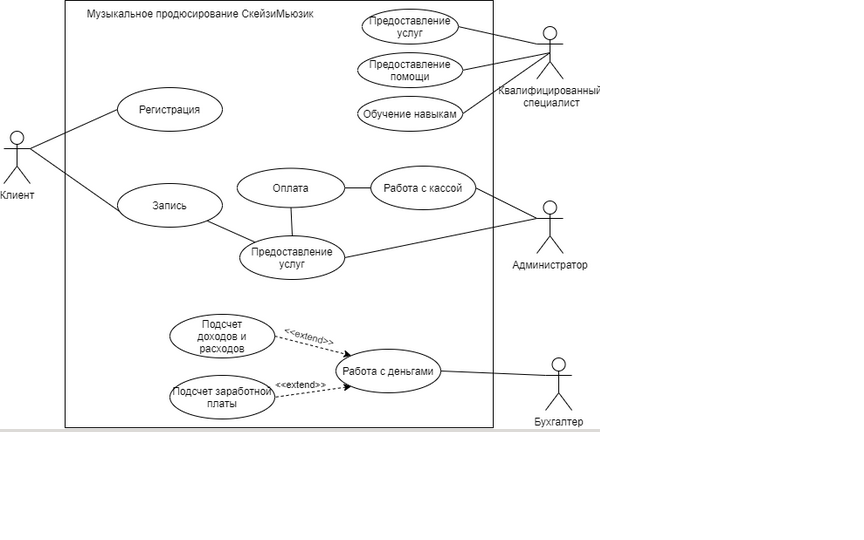 Музыкальное продюсирование СкейзиМьюзик
Предоставление
услуг
Предоставление
помощи
Обучение навыкам
Квалифицированный
специалист
Регистрация
Клиент
Запись
Оплата
Работа с кассой
Предоставление
услуг
Администратор
Подсчет
доходов и
расходов
<<extend>>
Работа с деньгами
Подсчет заработной
платы
<<extend>>
Бухгалтер